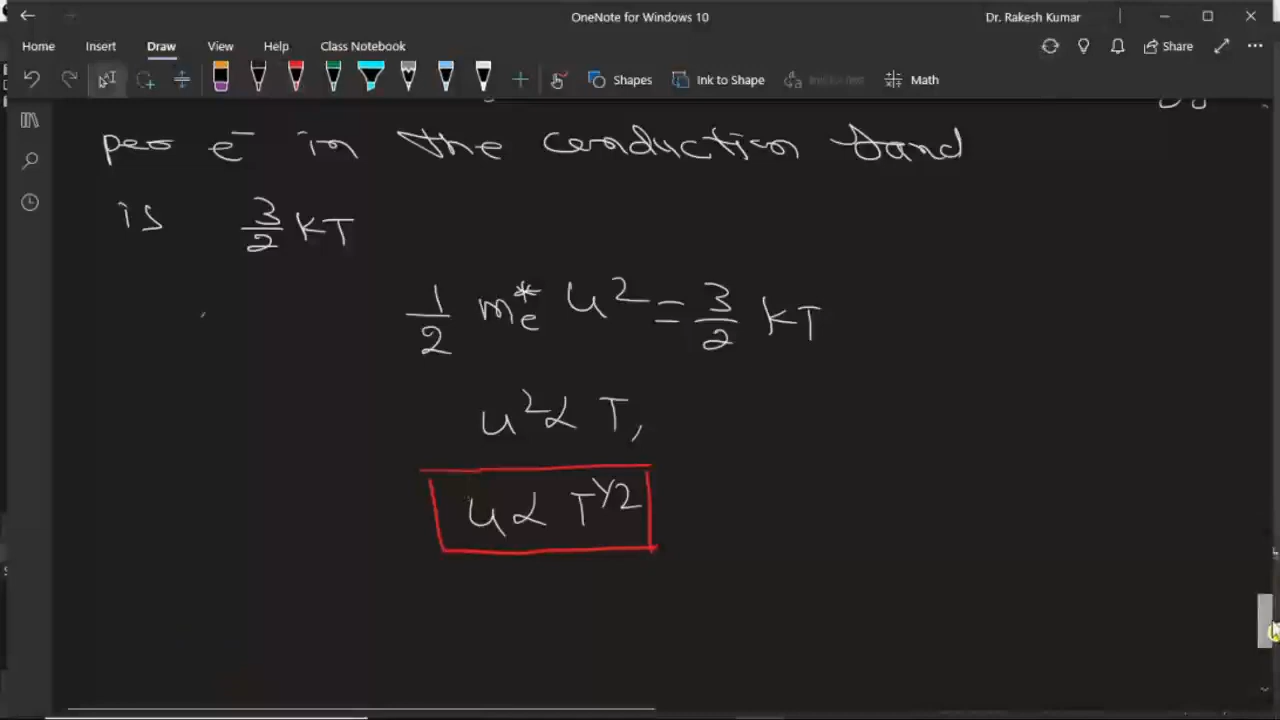 OneNote for Windows 10
Dr. Rakesh Kumar
Home Insert Draw View Help Class Notebook
Share
Shapes Ink to Shape Math
per e⁻ in the conduction band
is 3/2 KT
1/2 mₑ* u² = 3/2 KT
u² ∝ T,
u ∝ T^1/2